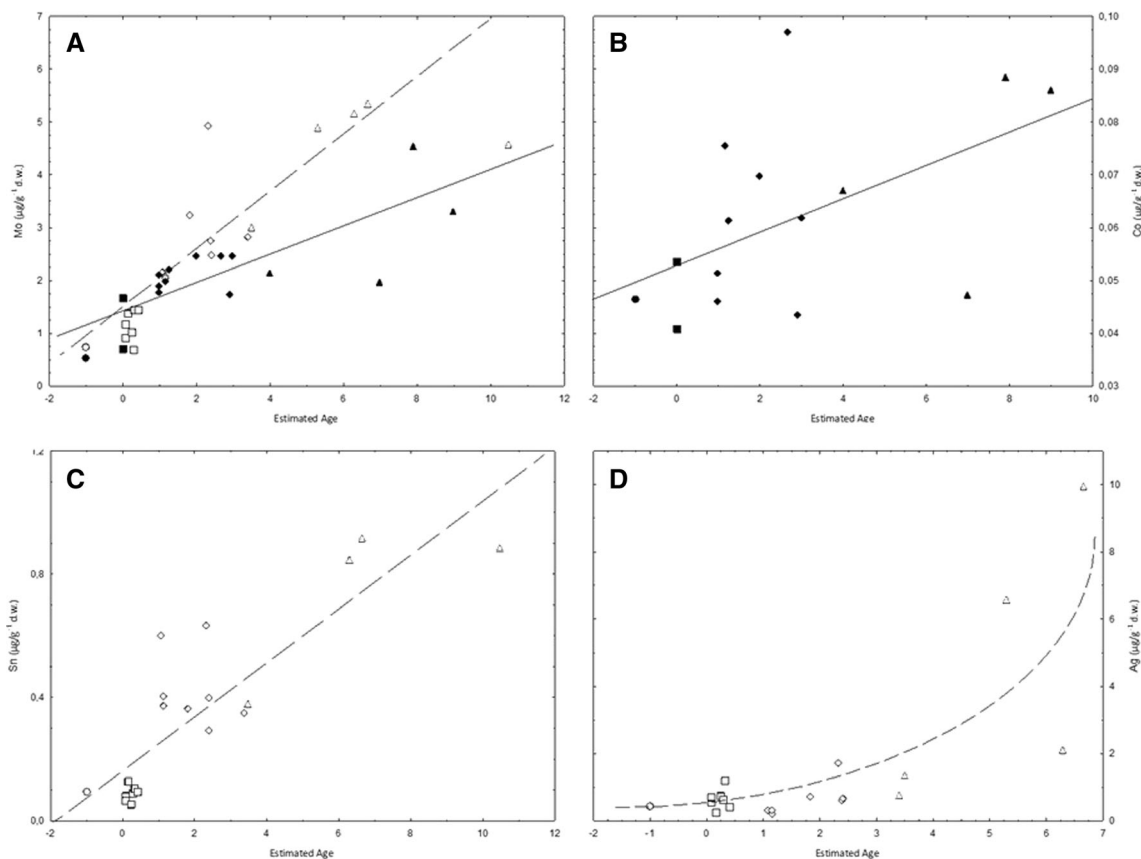 A
7
6
5
4
3
2
1
0
Mo (µg/g⁻¹ d.w.)
-2 0 2 4 6 8 10 12
Estimated Age
B
0,10
0,09
0,08
0,07
0,06
0,05
0,04
0,03
Co (µg/g⁻¹ d.w.)
-2 0 2 4 6 8 10
Estimated Age
C
1,2
0,8
0,4
0,0
Sn (µg/g⁻¹ d.w.)
-2 0 2 4 6 8 10 12
Estimated Age
D
10
8
6
4
2
0
Ag (µg/g⁻¹ d.w.)
-2 -1 0 1 2 3 4 5 6 7
Estimated Age